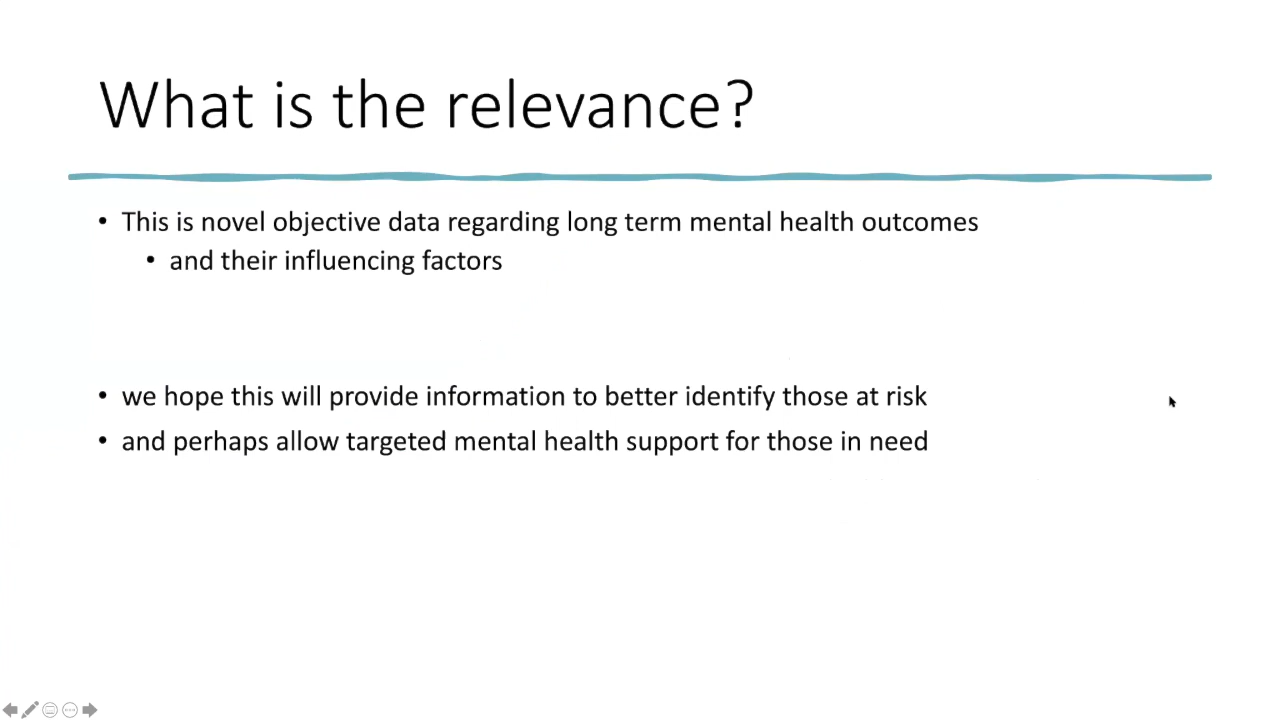 What is the relevance?
• This is novel objective data regarding long term mental health outcomes
• and their influencing factors
• we hope this will provide information to better identify those at risk
• and perhaps allow targeted mental health support for those in need